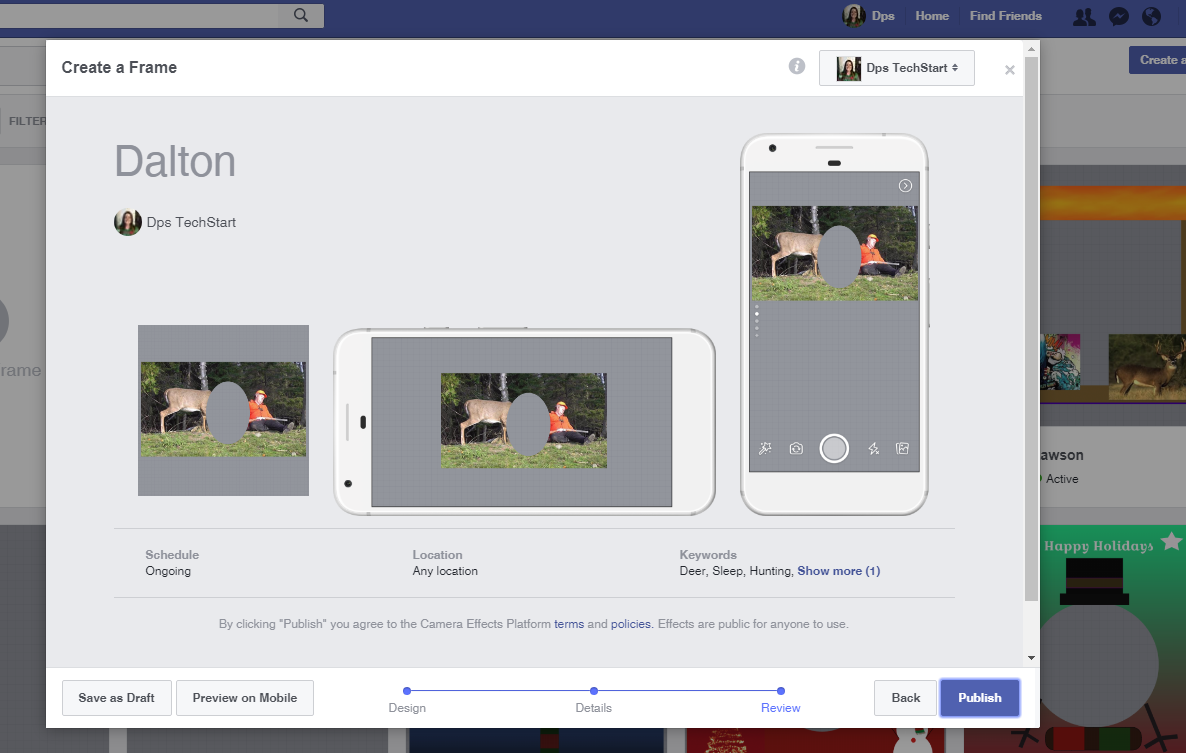 Dps Home Find Friends
Create a Frame
Dps TechStart
Create a
FILTER
Dalton
Dps TechStart
rame
awson
Active
Schedule
Ongoing
Location
Any location
Keywords
Deer, Sleep, Hunting, Show more (1)
Happy Holidays
By clicking "Publish" you agree to the Camera Effects Platform terms and policies. Effects are public for anyone to use.
Save as Draft
Preview on Mobile
Design
Details
Review
Back
Publish